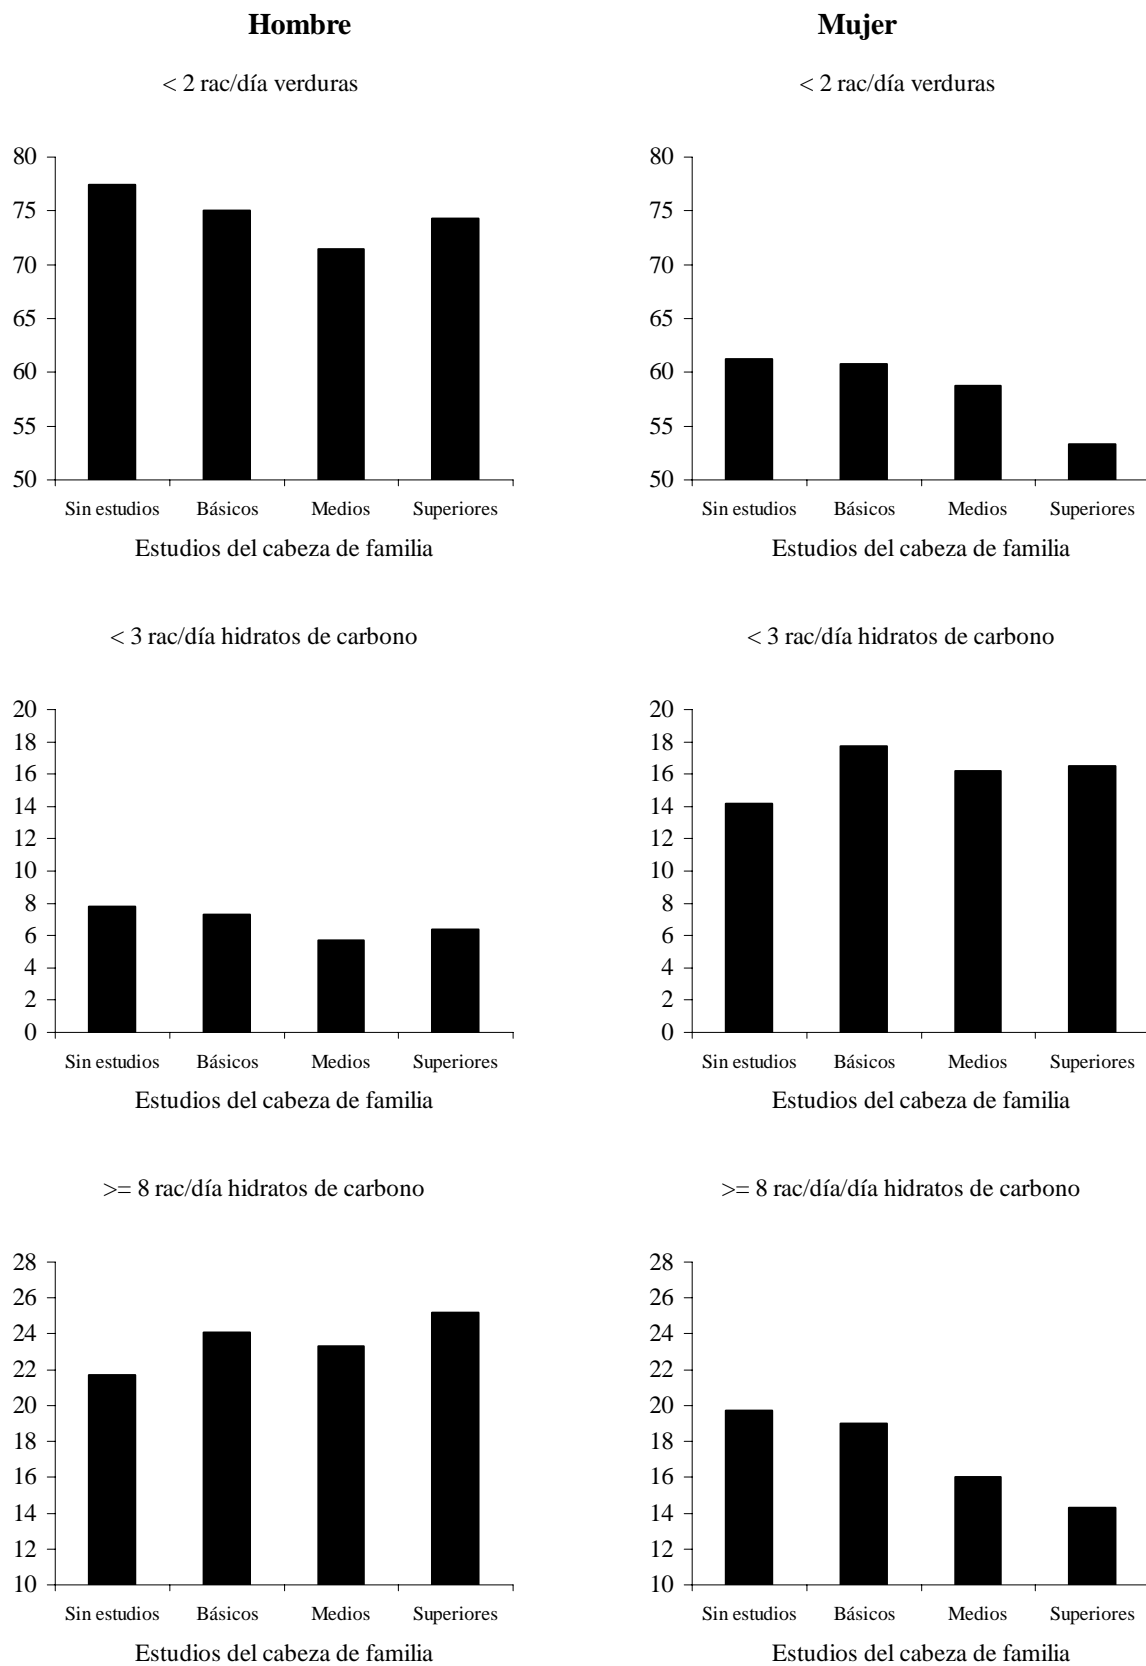 Hombre
Mujer
< 2 rac/día verduras
80
75
70
65
60
55
50
Sin estudios Básicos Medios Superiores
Estudios del cabeza de familia
< 2 rac/día verduras
80
75
70
65
60
55
50
Sin estudios Básicos Medios Superiores
Estudios del cabeza de familia
< 3 rac/día hidratos de carbono
20
18
16
14
12
10
8
6
4
2
0
Sin estudios Básicos Medios Superiores
Estudios del cabeza de familia
< 3 rac/día hidratos de carbono
20
18
16
14
12
10
8
6
4
2
0
Sin estudios Básicos Medios Superiores
Estudios del cabeza de familia
>= 8 rac/día hidratos de carbono
28
26
24
22
20
18
16
14
12
10
Sin estudios Básicos Medios Superiores
Estudios del cabeza de familia
>= 8 rac/día/día hidratos de carbono
28
26
24
22
20
18
16
14
12
10
Sin estudios Básicos Medios Superiores
Estudios del cabeza de familia